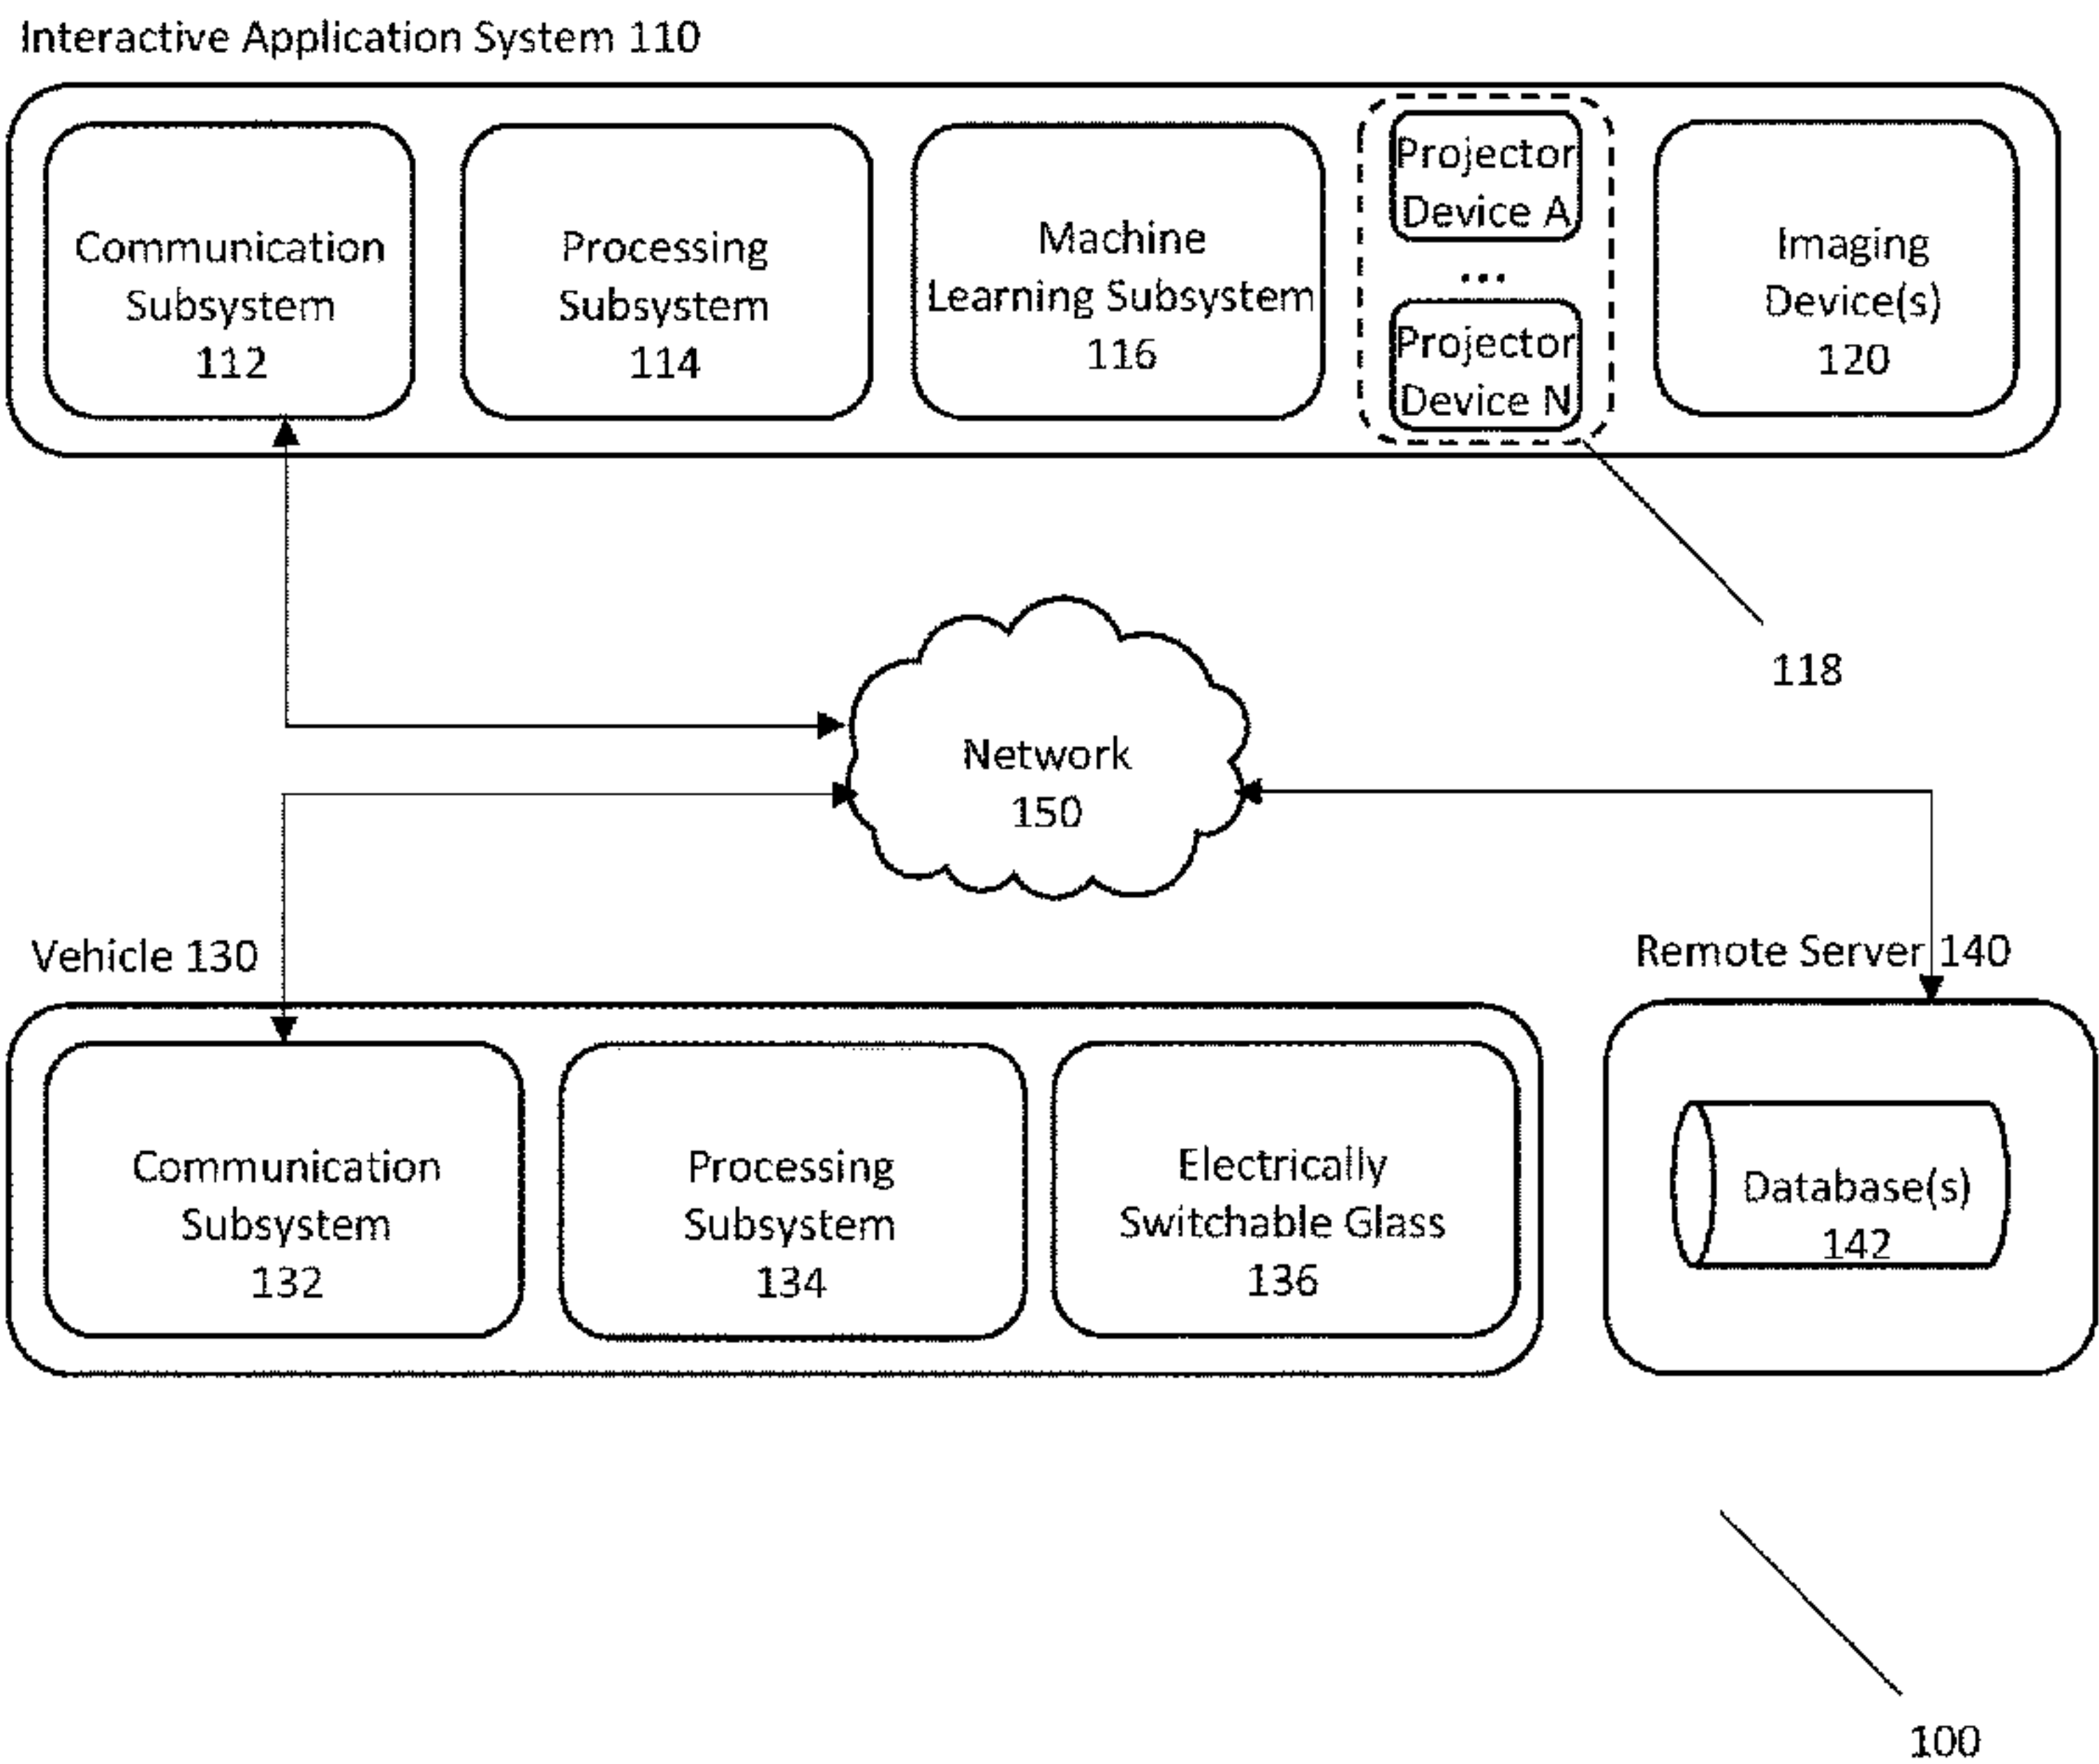 Interactive Application System 110
Communication
Subsystem
112
Processing
Subsystem
114
Machine
Learning Subsystem
116
Projector
Device A
...
Projector
Device N
Imaging
Device(s)
120
118
Network
150
Vehicle 130
Remote Server 140
Communication
Subsystem
132
Processing
Subsystem
134
Electrically
Switchable Glass
136
Database(s)
142
100